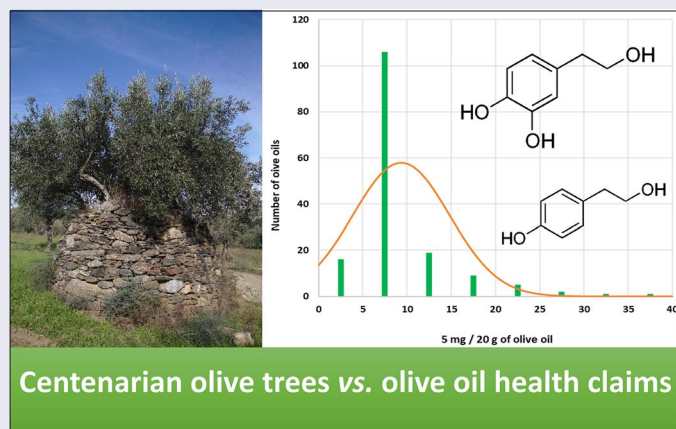 120
100
80
60
40
20
0
Number of oive oils
0 5 10 15 20 25 30 35 40
5 mg / 20 g of olive oil
OH
HO
OH
OH
HO
Centenarian olive trees vs. olive oil health claims